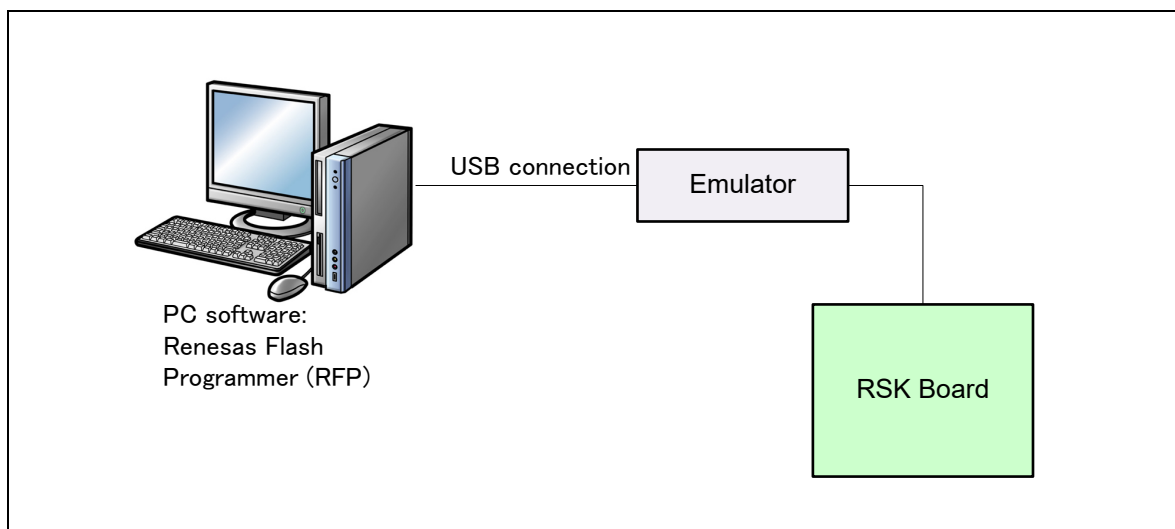 USB connection
Emulator
PC software:
Renesas Flash
Programmer (RFP)
RSK Board